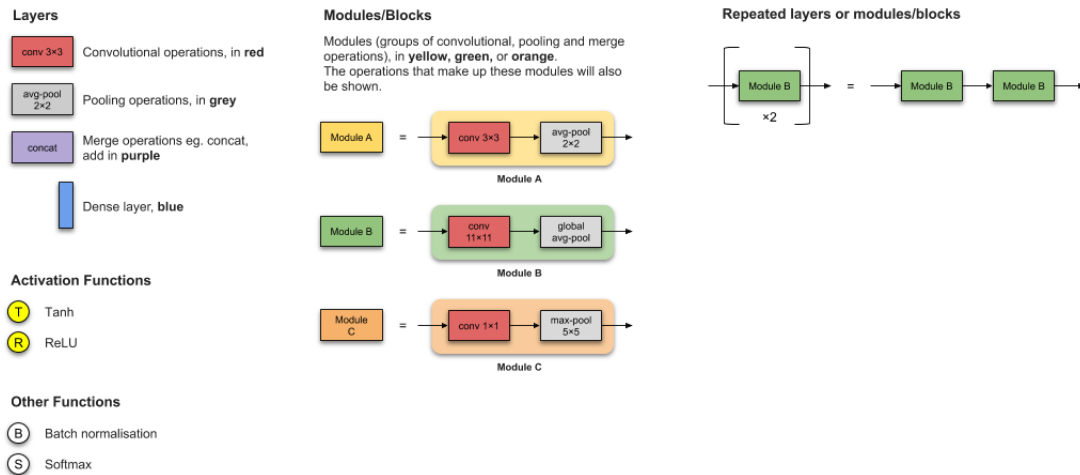 Layers
conv 3×3
Convolutional operations, in red
avg-pool
2×2
Pooling operations, in grey
concat
Merge operations eg. concat,
add in purple
Dense layer, blue
Activation Functions
T
Tanh
R
ReLU
Other Functions
B
Batch normalisation
S
Softmax
Modules/Blocks
Modules (groups of convolutional, pooling and merge
operations), in yellow, green, or orange.
The operations that make up these modules will also
be shown.
Module A
=
conv 3×3
avg-pool
2×2
Module A
Module B
=
conv
11×11
global
avg-pool
Module B
Module
C
=
conv 1×1
max-pool
5×5
Module C
Repeated layers or modules/blocks
Module B
×2
=
Module B
Module B